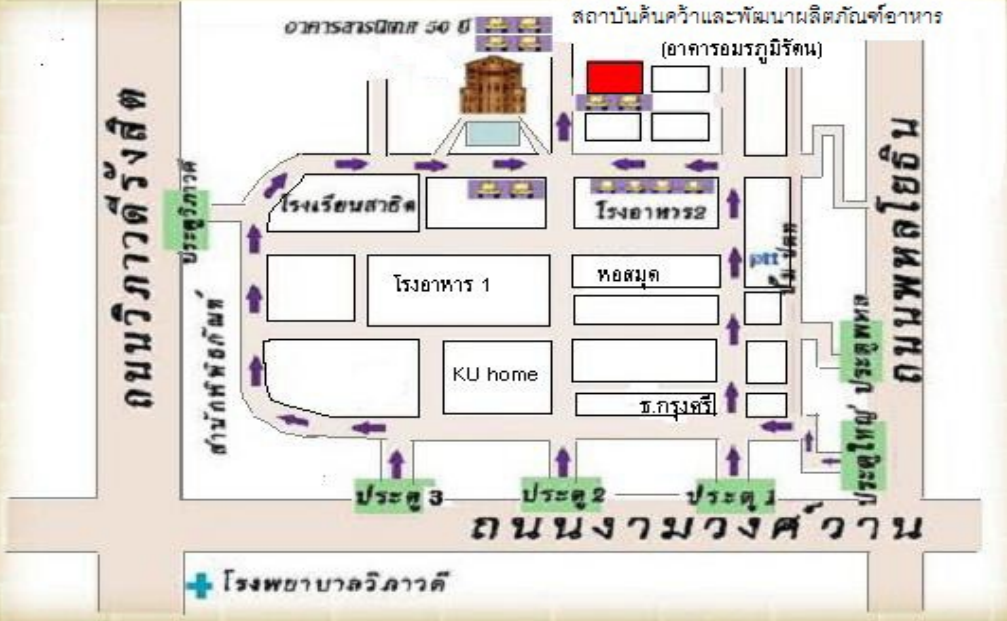 อาคารสารนิเทศ 50 ปี
สถาบันค้นคว้าและพัฒนาผลิตภัณฑ์อาหาร
(อาคารอมรภูมิรัตน)
ถนนวิภาวดีรังสิต
ประตูวิภาวดี
ถนนพหลโยธิน
โรงเรียนสาธิต
โรงอาหาร2
ptt
ปั๊ม ปตท
โรงอาหาร 1
หอสมุด
สำนักพิพิธภัณฑ์
ประตูพหล
KU home
ธ.กรุงศรี
ประตูใหญ่
ประตู 3
ประตู 2
ประตู 1
ถนนงามวงศ์วาน
โรงพยาบาลวิภาวดี